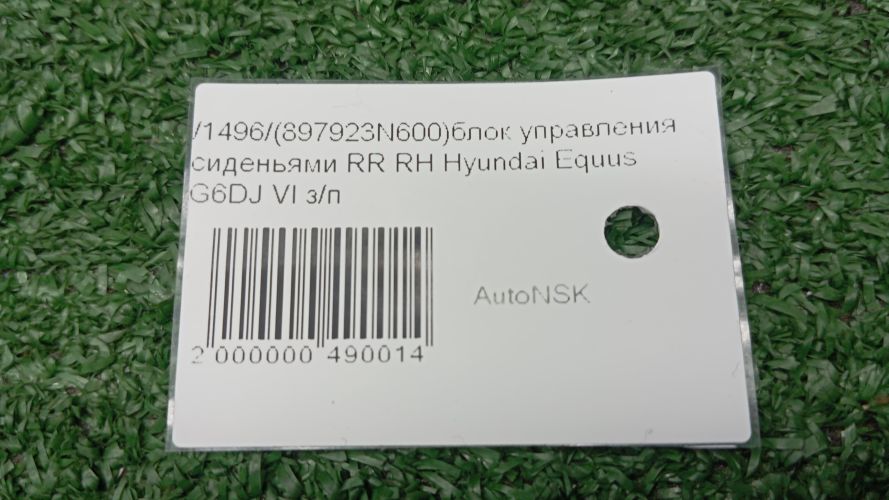 /1496/(897923N600)блок управления
сиденьями RR RH Hyundai Equus
G6DJ VI з/п
AutoNSK
2 000000 490014